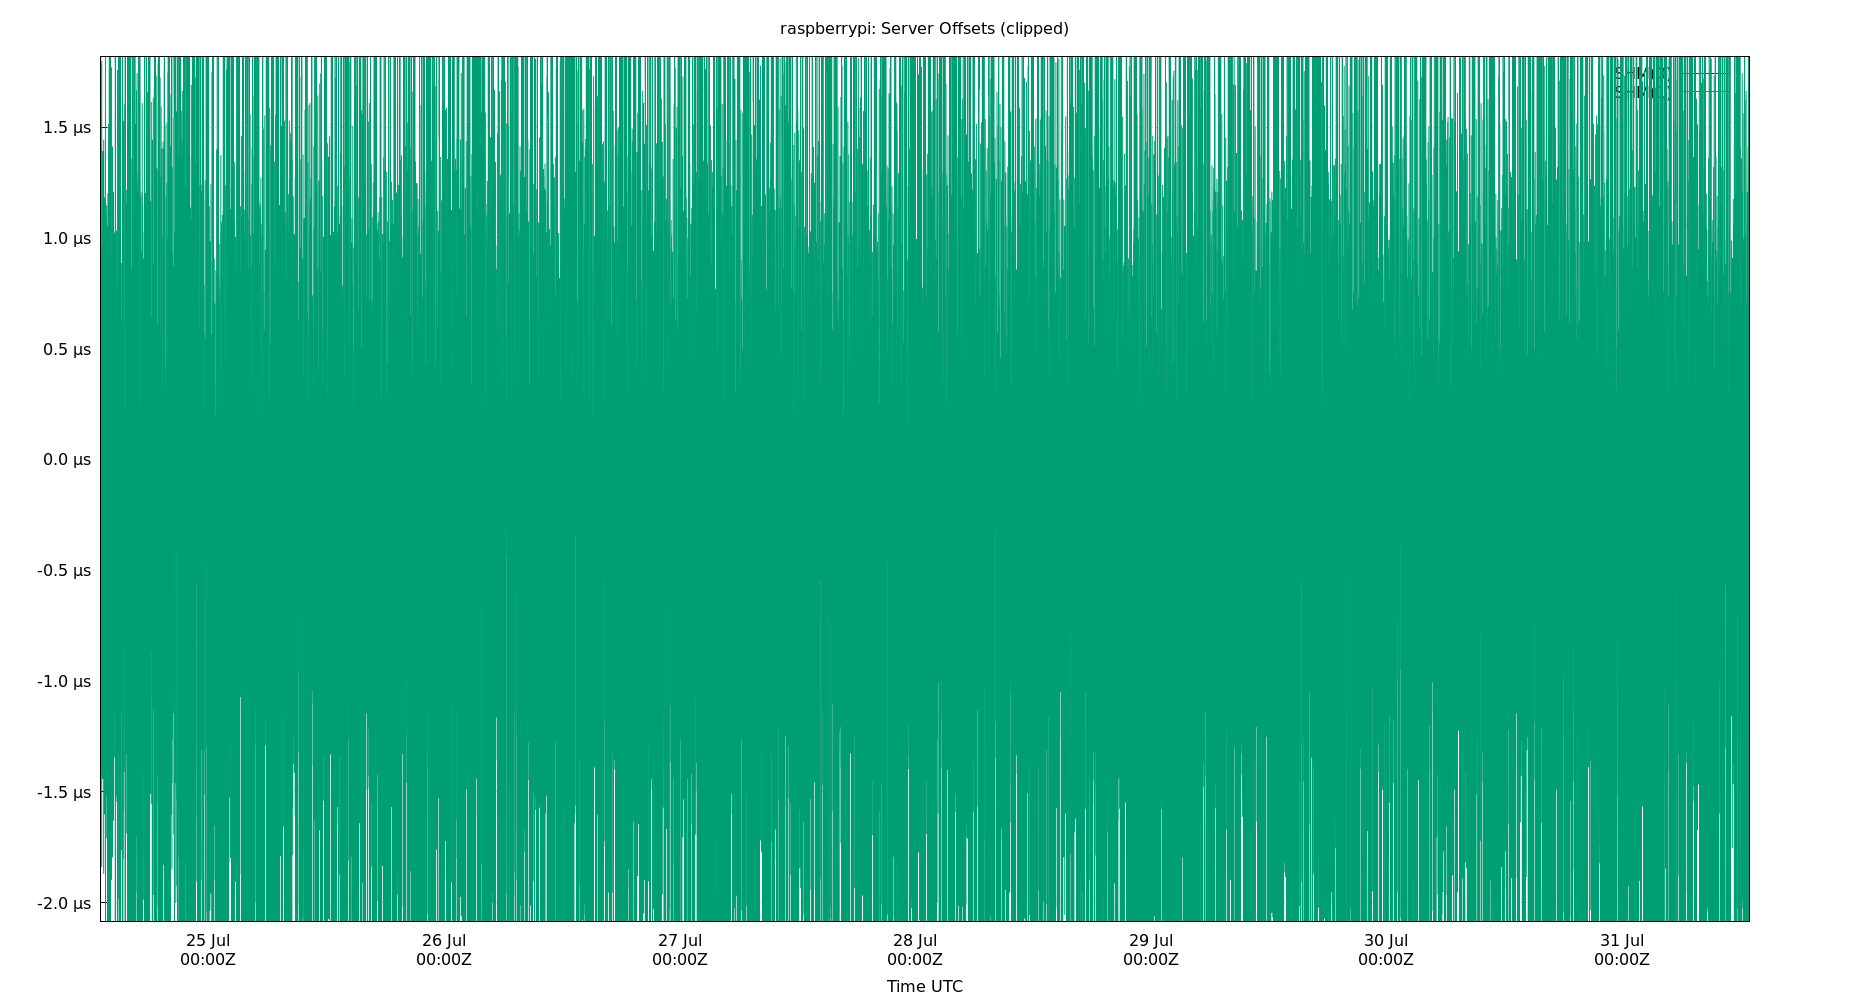 raspberrypi: Server Offsets (clipped)
1.5 µs
1.0 µs
0.5 µs
0.0 µs
-0.5 µs
-1.0 µs
-1.5 µs
-2.0 µs
25 Jul
00:00Z
26 Jul
00:00Z
27 Jul
00:00Z
28 Jul
00:00Z
29 Jul
00:00Z
30 Jul
00:00Z
31 Jul
00:00Z
Time UTC